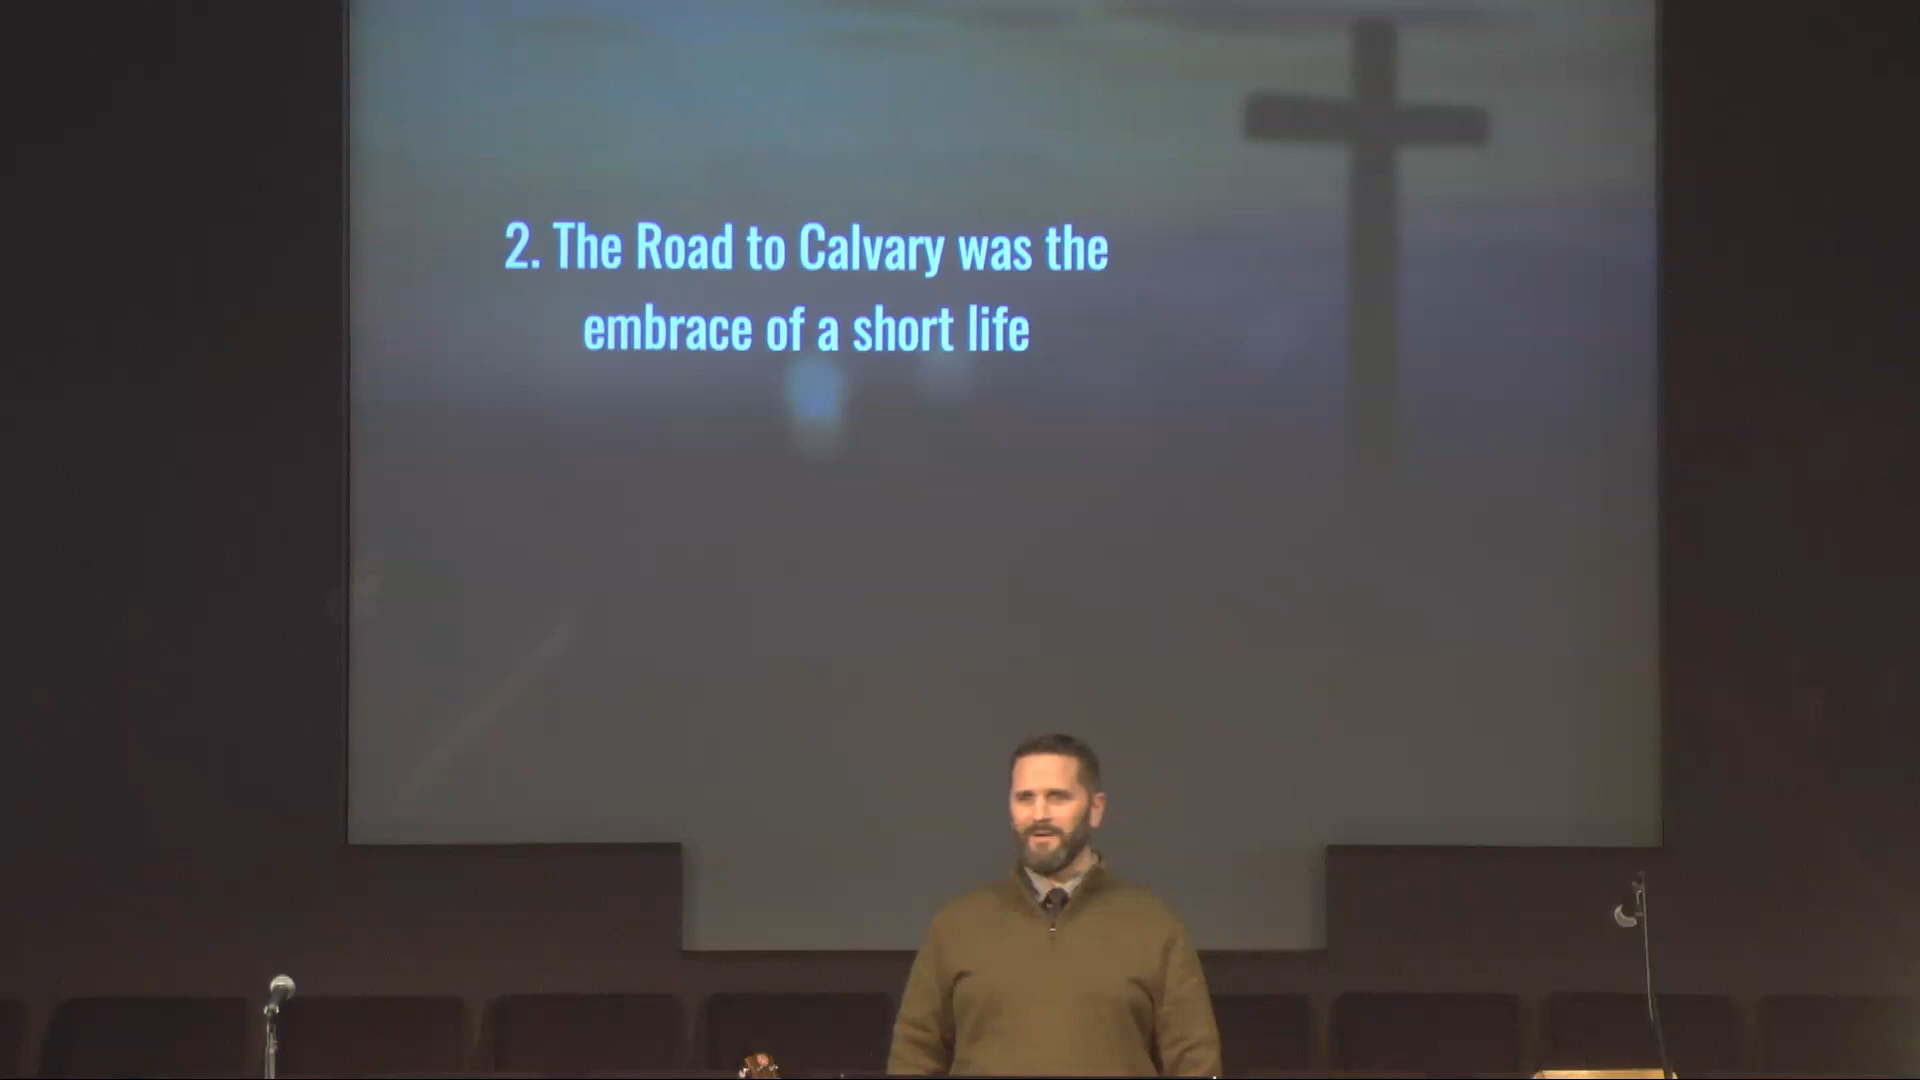 2. The Road to Calvary was the
embrace of a short life